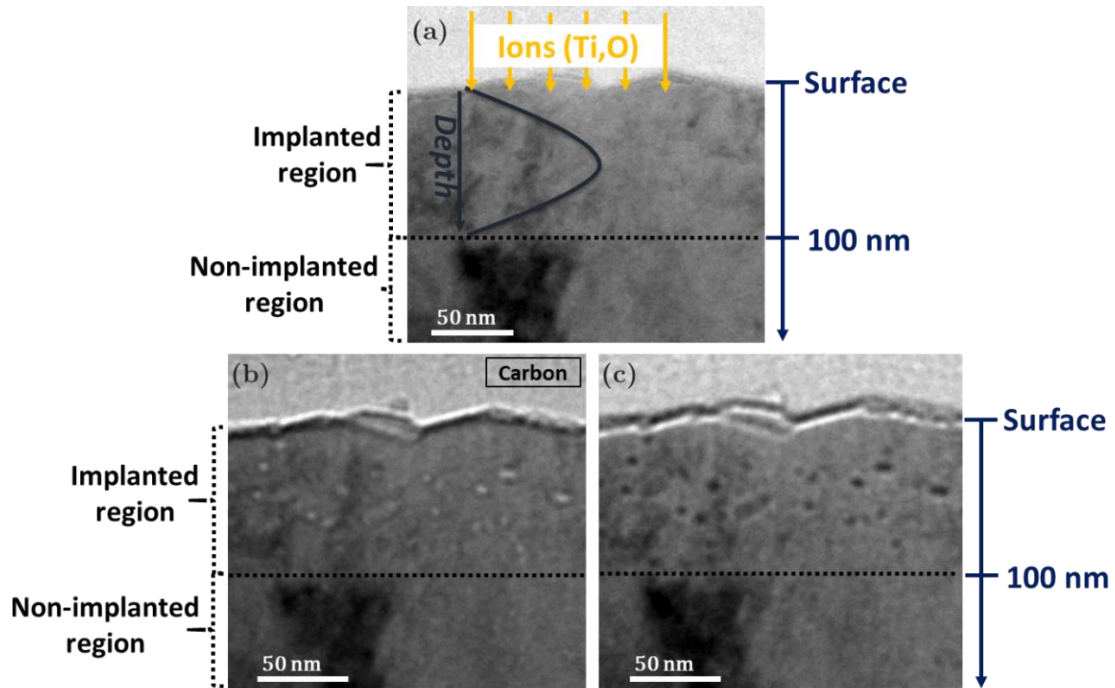 (a)
Ions (Ti,O)
Surface
Depth
Implanted
region
100 nm
Non-implanted
region
50 nm
(b)
Carbon
(c)
Surface
Implanted
region
100 nm
Non-implanted
region
50 nm
50 nm